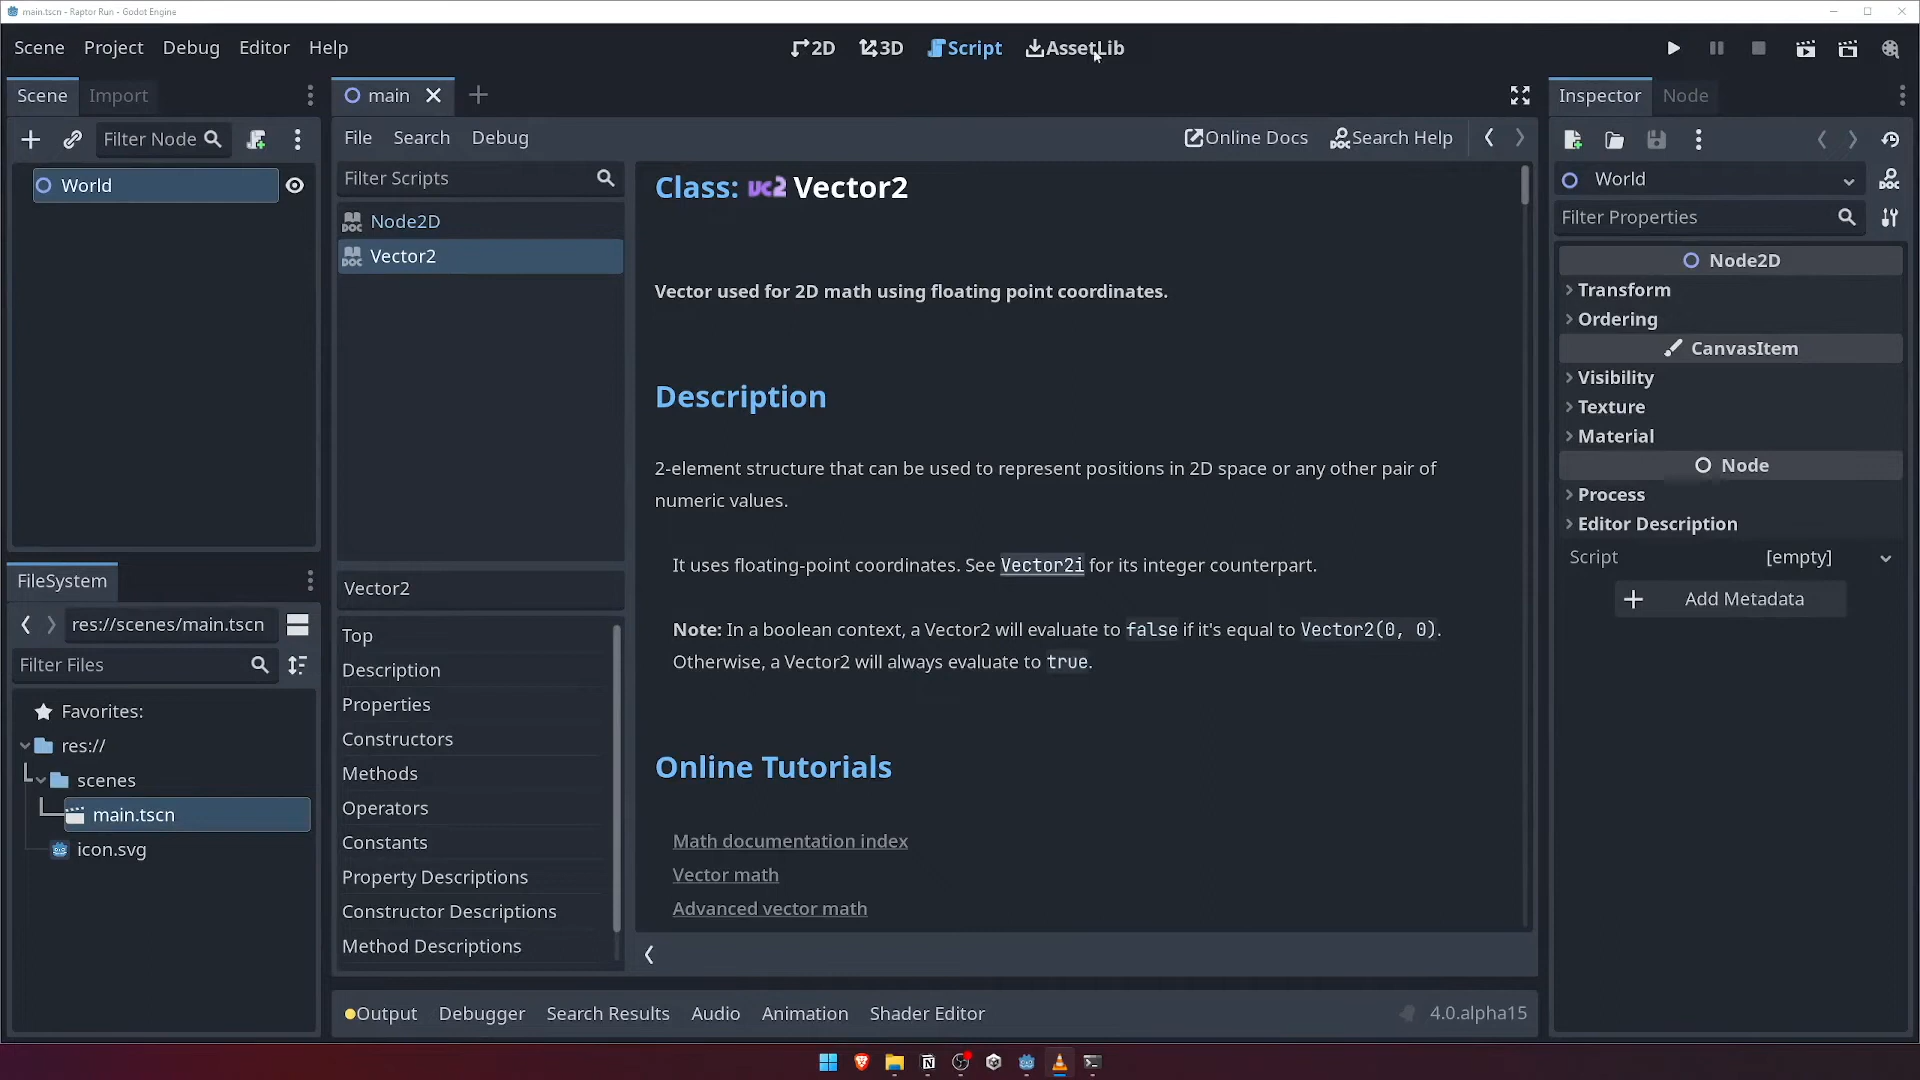 main.tscn - Raptor Run - Godot Engine
Scene Project Debug Editor Help
2D 3D Script AssetLib
Scene Import
Filter Node
World
FileSystem
res://scenes/main.tscn
Filter Files
Favorites:
res://
scenes
main.tscn
icon.svg
main
File Search Debug
Online Docs Search Help
Filter Scripts
Node2D
Vector2
Vector2
Top
Description
Properties
Constructors
Methods
Operators
Constants
Property Descriptions
Constructor Descriptions
Method Descriptions
Class: Vector2
Vector used for 2D math using floating point coordinates.
Description
2-element structure that can be used to represent positions in 2D space or any other pair of
numeric values.
It uses floating-point coordinates. See Vector2i for its integer counterpart.
Note: In a boolean context, a Vector2 will evaluate to false if it's equal to Vector2(0, 0).
Otherwise, a Vector2 will always evaluate to true.
Online Tutorials
Math documentation index
Vector math
Advanced vector math
Output Debugger Search Results Audio Animation Shader Editor 4.0.alpha15
Inspector Node
World
Filter Properties
Node2D
Transform
Ordering
CanvasItem
Visibility
Texture
Material
Node
Process
Editor Description
Script [empty]
Add Metadata